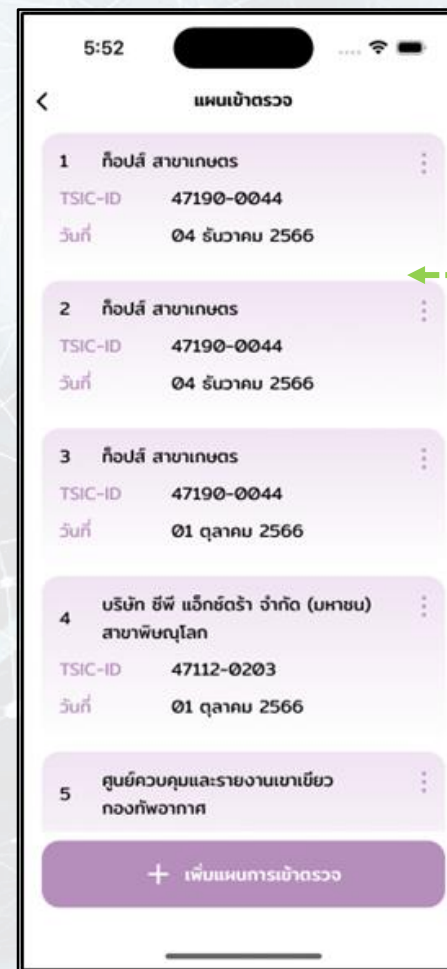 5:52
แผนเข้าตรวจ
1 ท็อปส์ สาขาเกษตร
TSIC-ID 47190-0044
วันที่ 04 ธันวาคม 2566
2 ท็อปส์ สาขาเกษตร
TSIC-ID 47190-0044
วันที่ 04 ธันวาคม 2566
3 ท็อปส์ สาขาเกษตร
TSIC-ID 47190-0044
วันที่ 01 ตุลาคม 2566
4 บริษัท ซีพี แอ็กซ์ตร้า จำกัด (มหาชน)
สาขาพิษณุโลก
TSIC-ID 47112-0203
วันที่ 01 ตุลาคม 2566
5 ศูนย์ควบคุมและรายงานเขาเขียว
กองทัพอากาศ
+ เพิ่มแผนการเข้าตรวจ